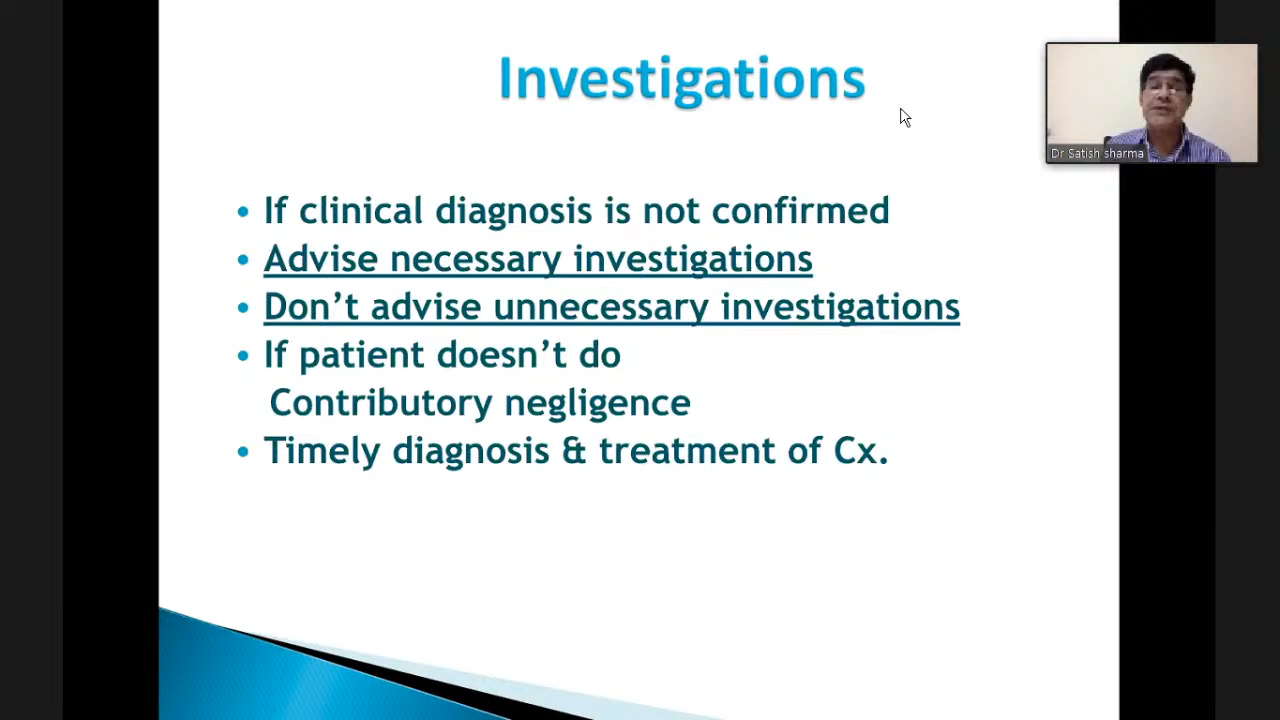 Investigations
Dr Satish sharma
• If clinical diagnosis is not confirmed
• Advise necessary investigations
• Don’t advise unnecessary investigations
• If patient doesn’t do
Contributory negligence
• Timely diagnosis & treatment of Cx.